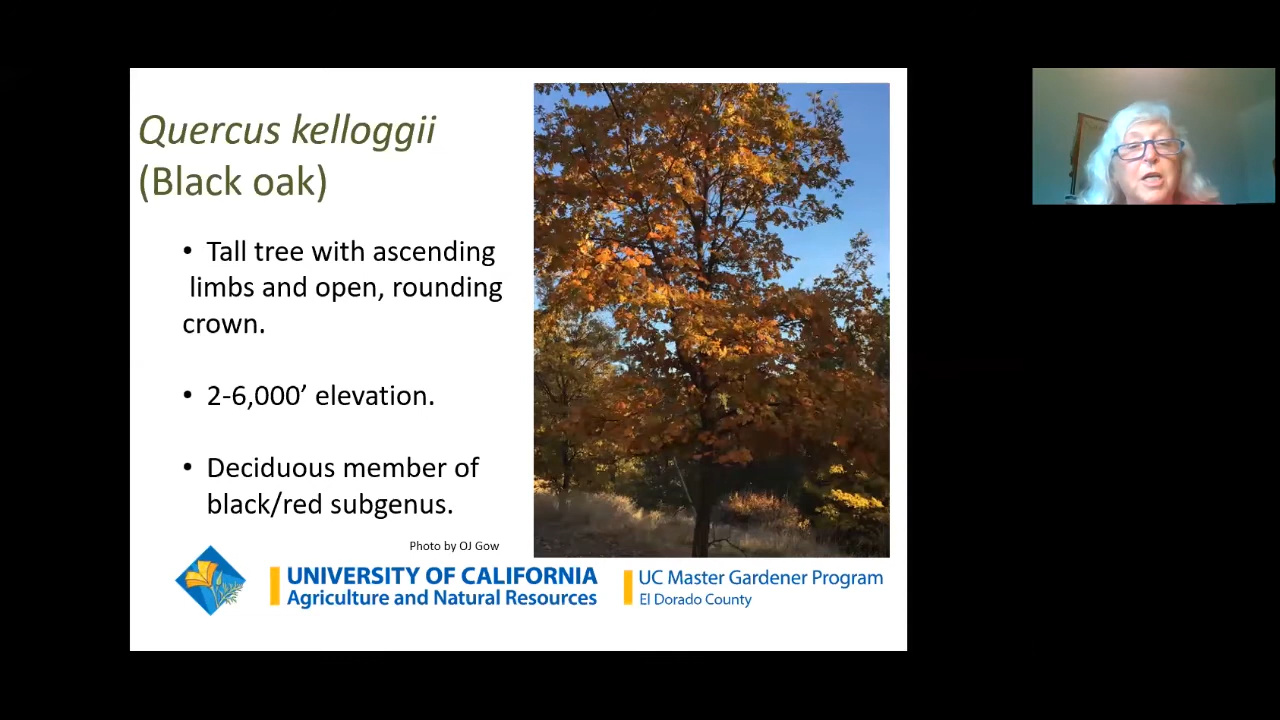 Quercus kelloggii
(Black oak)
• Tall tree with ascending
limbs and open, rounding
crown.
• 2-6,000’ elevation.
• Deciduous member of
black/red subgenus.
Photo by OJ Gow
UNIVERSITY OF CALIFORNIA
Agriculture and Natural Resources
UC Master Gardener Program
El Dorado County